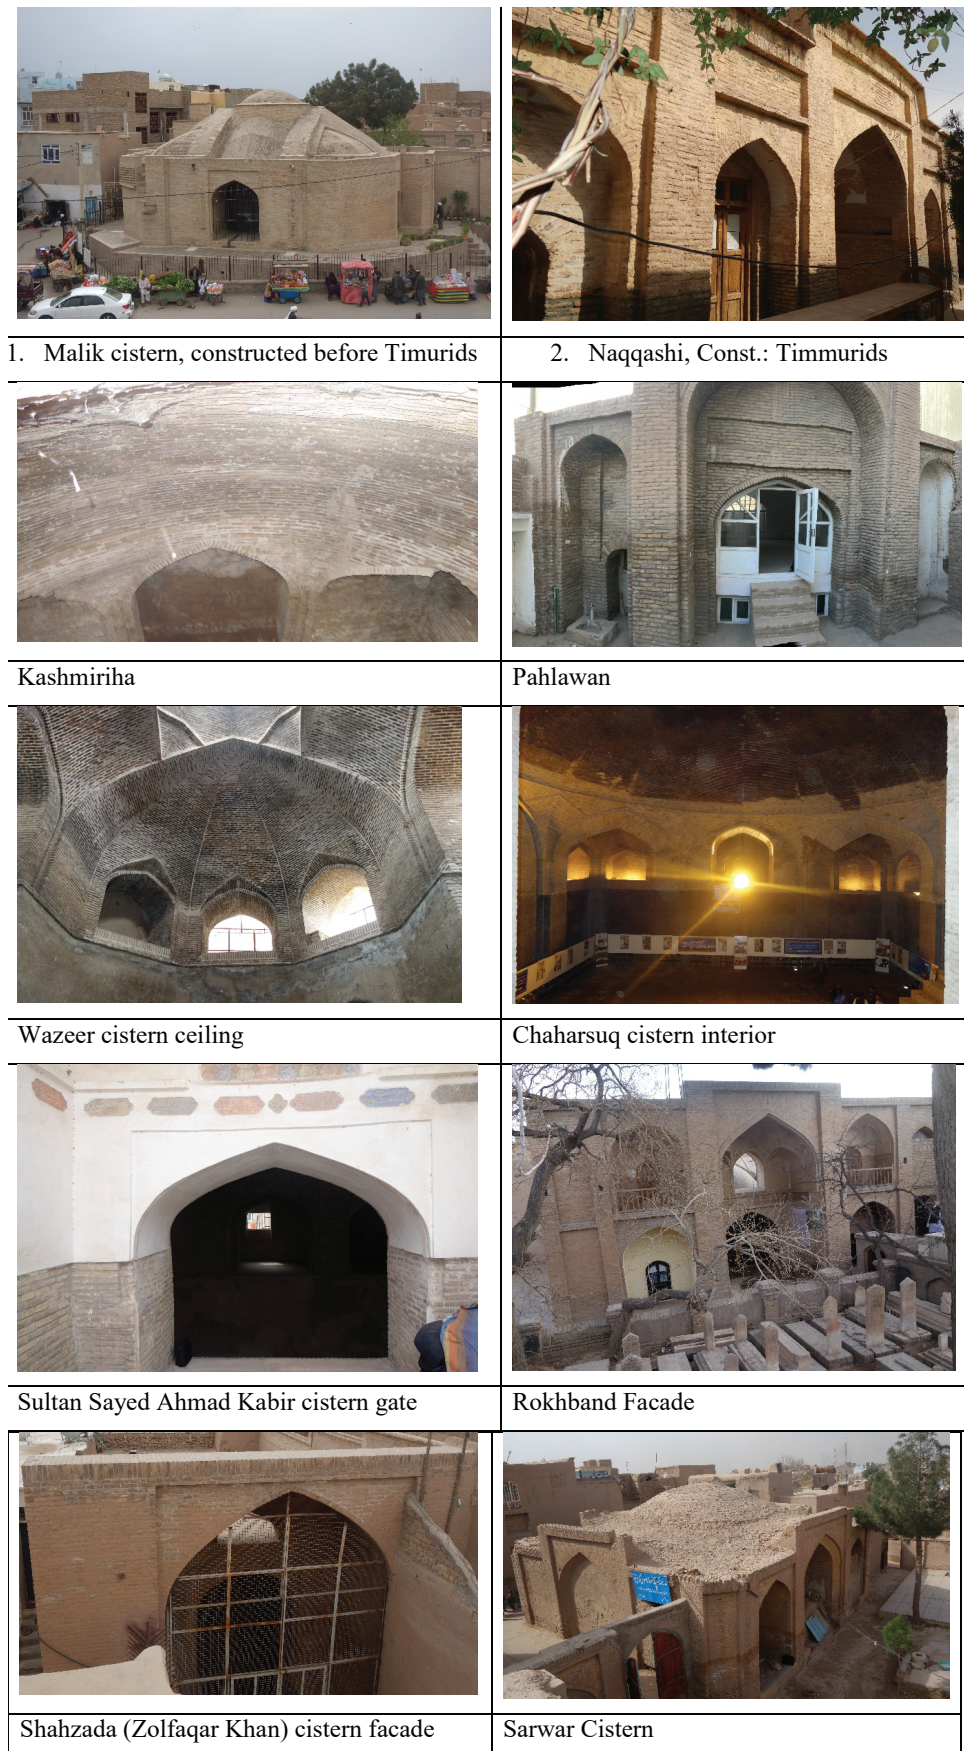 1. Malik cistern, constructed before Timurids
2. Naqqashi, Const.: Timmurids
Kashmiriha
Pahlawan
Wazeer cistern ceiling
Chaharsuq cistern interior
Sultan Sayed Ahmad Kabir cistern gate
Rokhband Facade
Shahzada (Zolfaqar Khan) cistern facade
Sarwar Cistern